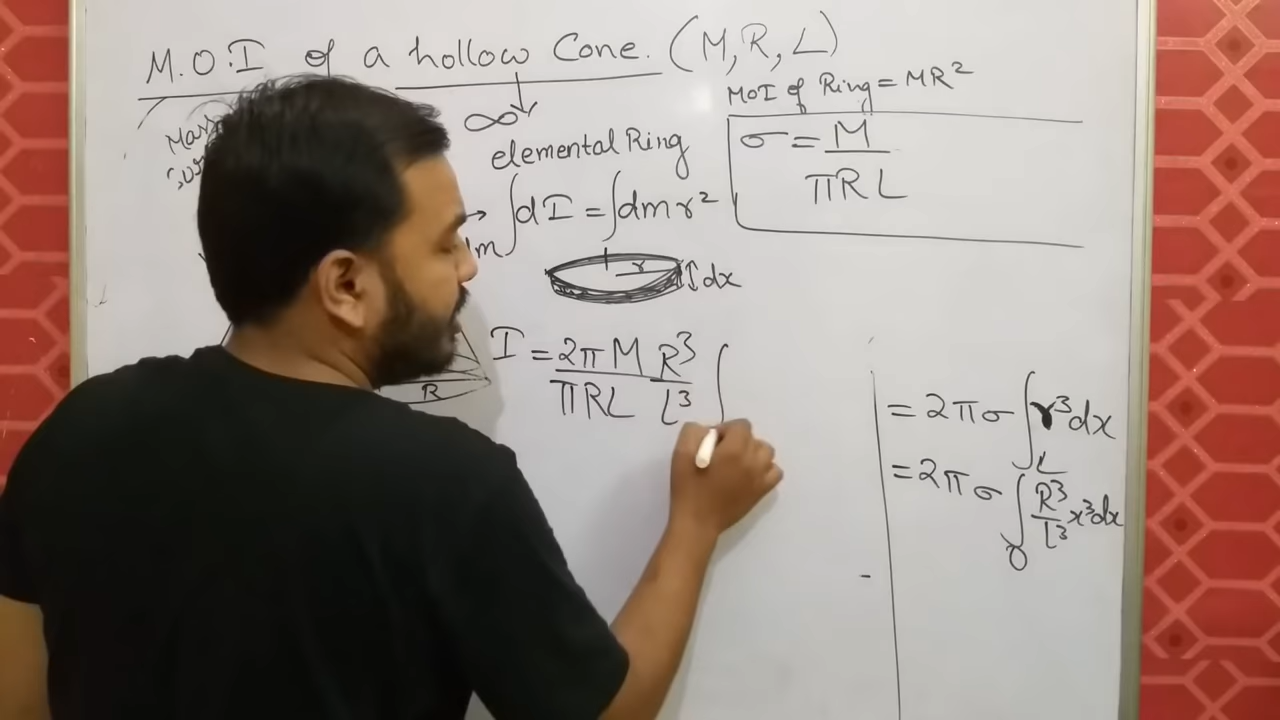 M.O.I of a hollow Cone. (M, R, L)
MOI of Ring = MR²
∞
elemental Ring
σ = M / πRL
→ ∫dI = ∫dm r²
r
dx
R
I = 2πM / πRL R³ / L³ ∫
= 2πσ ∫ r³dx
= 2πσ ∫₀ᴸ R³ / L³ x³dx